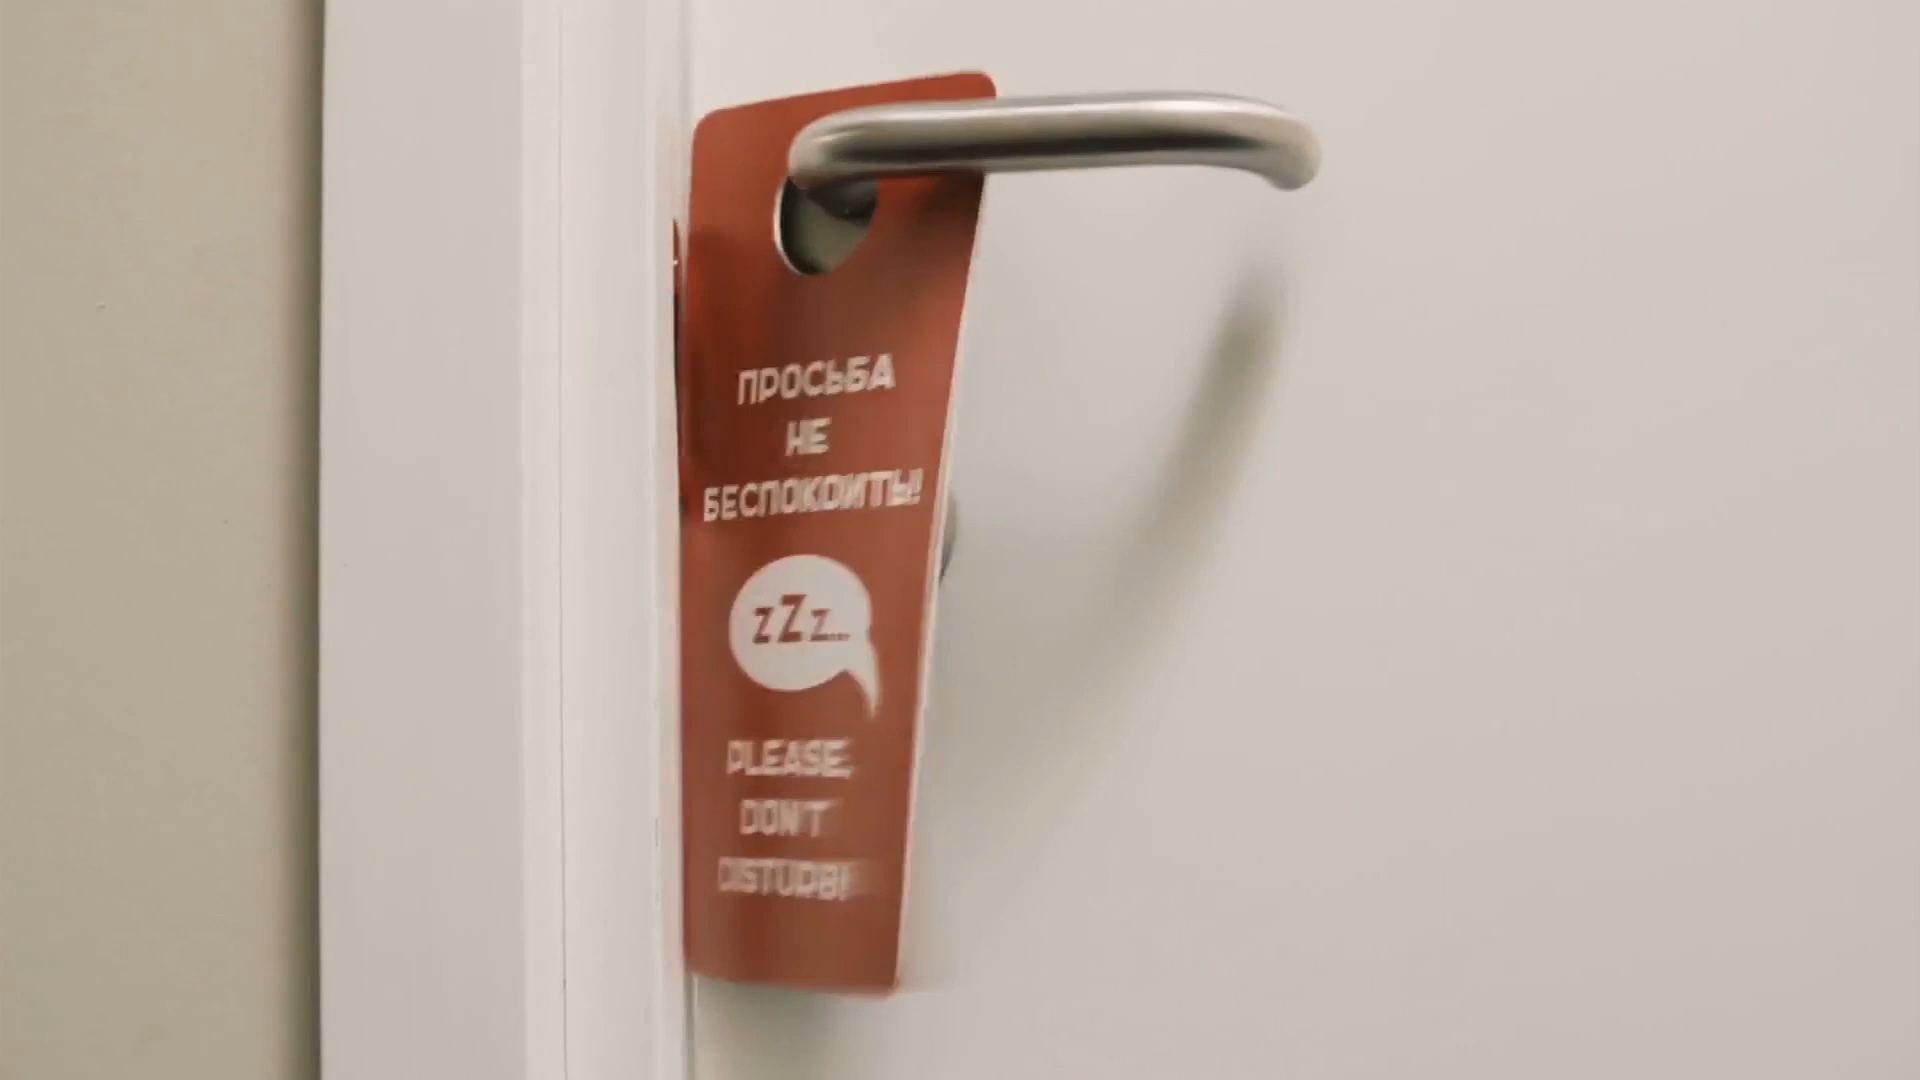 ПРОСЬБА
НЕ
БЕСПОКОИТЬ!
zZz...
PLEASE,
DON'T
DISTURB!